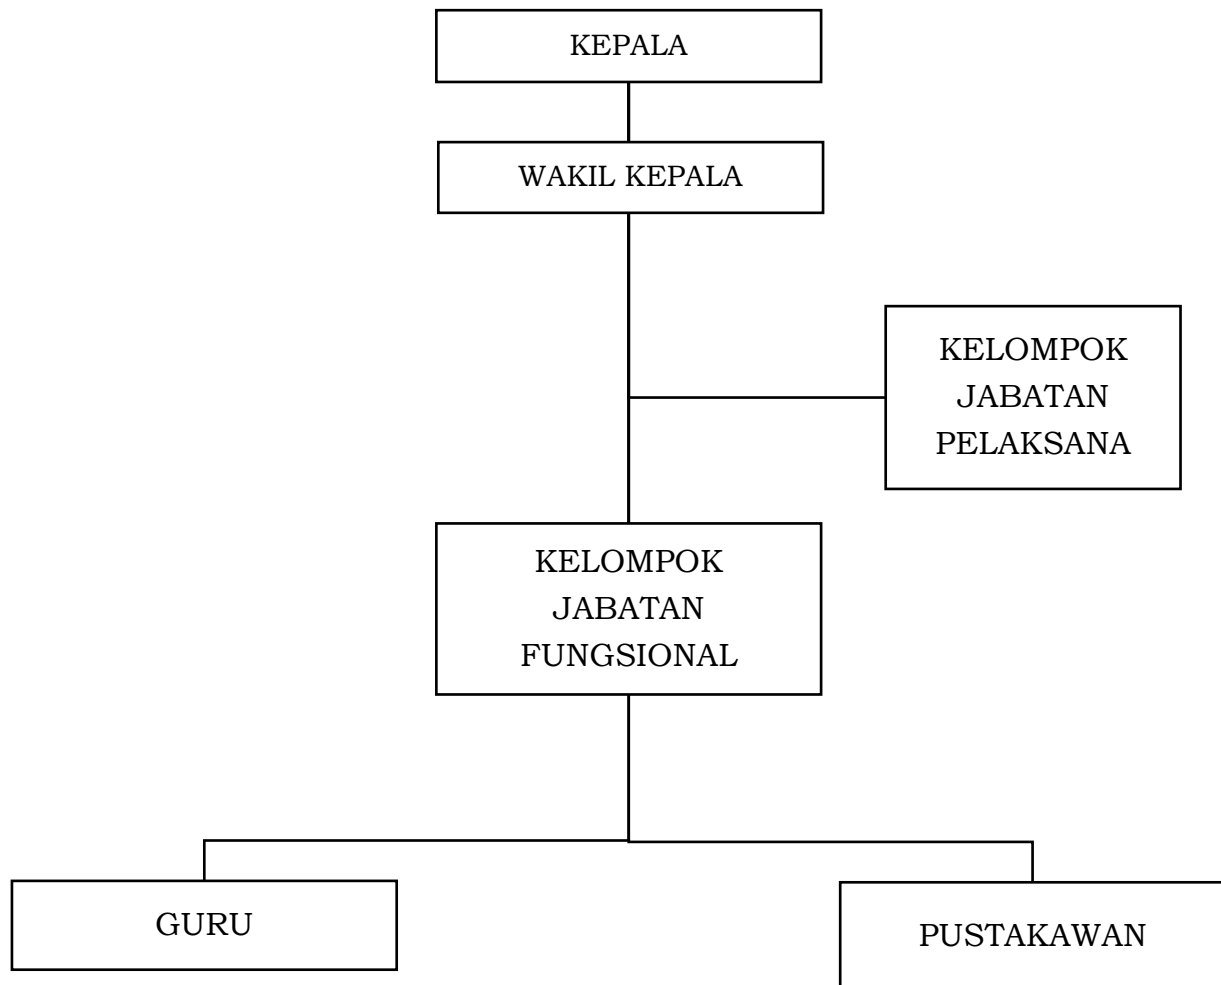 KEPALA
WAKIL KEPALA
KELOMPOK
JABATAN
PELAKSANA
KELOMPOK
JABATAN
FUNGSIONAL
GURU
PUSTAKAWAN